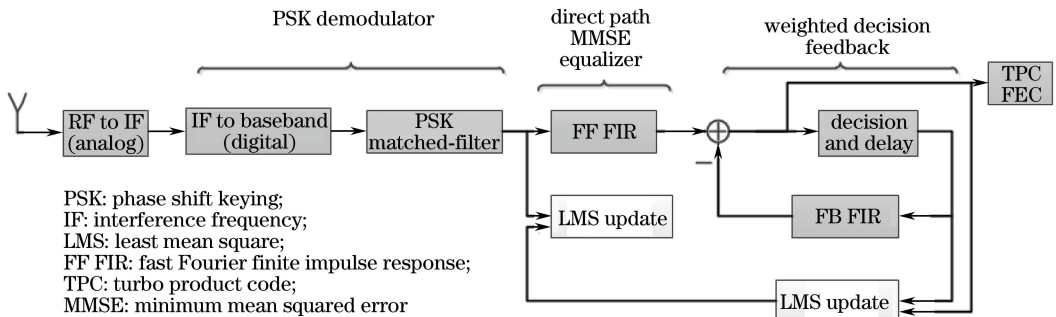 PSK demodulator
direct path
MMSE
equalizer
weighted decision
feedback
TPC
FEC
RF to IF
(analog)
IF to baseband
(digital)
PSK
matched-filter
FF FIR
−
decision
and delay
LMS update
FB FIR
LMS update
PSK: phase shift keying;
IF: interference frequency;
LMS: least mean square;
FF FIR: fast Fourier finite impulse response;
TPC: turbo product code;
MMSE: minimum mean squared error